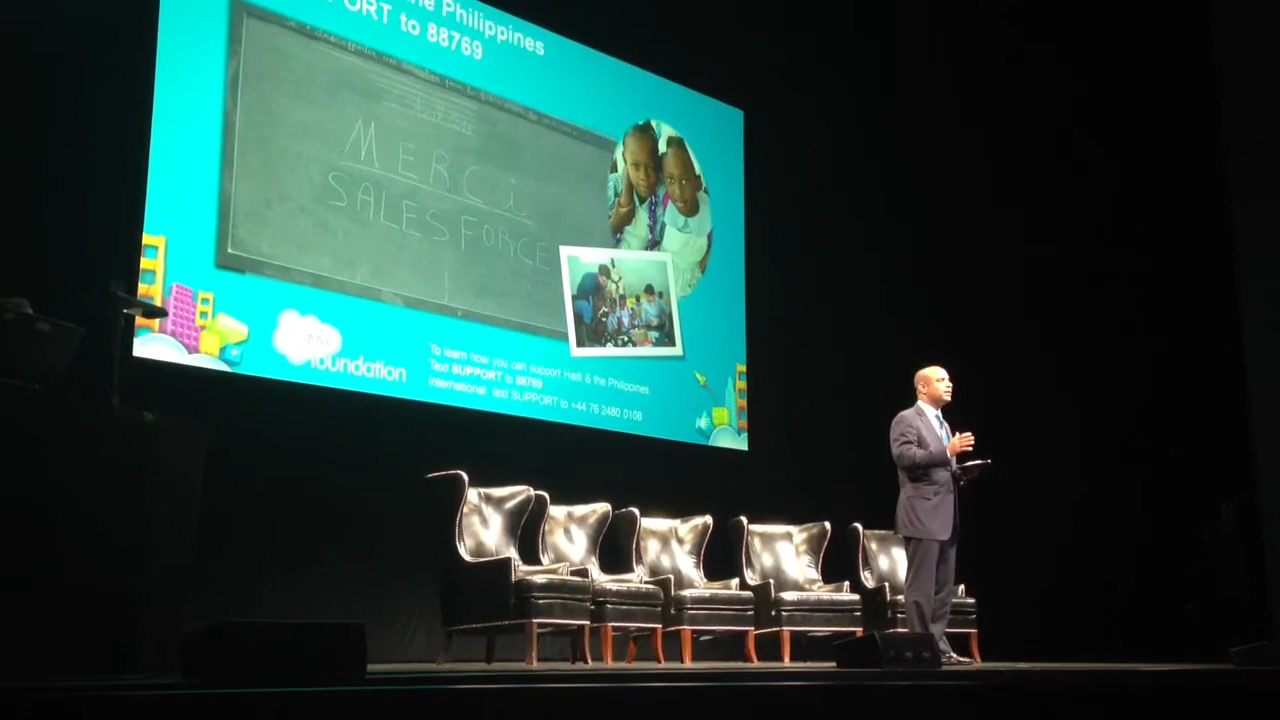 the Philippines
PORT to 88769
MERCi
SALESFORCE
foundation
To learn how you can support Haiti & the Philippines
Text SUPPORT to 88769
International: text SUPPORT to +44 76 2480 0108